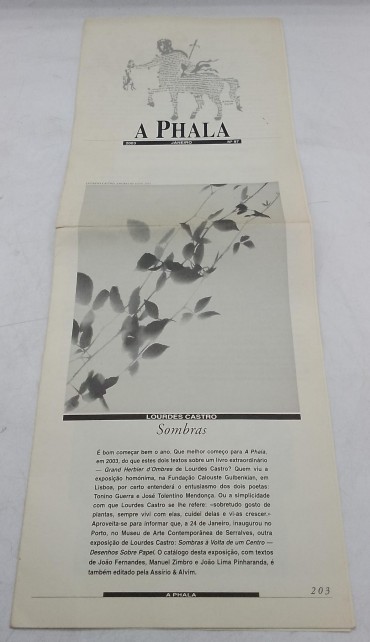 A PHALA
2003 JANEIRO Nº 87
LOURDES CASTRO
Sombras
É bom começar bem o ano. Que melhor começo para A Phala,
em 2003, do que estes dois textos sobre um livro extraordinário
— Grand Herbier d'Ombres de Lourdes Castro? Quem viu a
exposição homónima, na Fundação Calouste Gulbenkian, em
Lisboa, por certo entenderá o entusiasmo dos dois poetas:
Tonino Guerra e José Tolentino Mendonça. Ou a simplicidade
com que Lourdes Castro se lhe refere: «sobretudo gosto de
plantas, sempre vivi com elas, cuidei delas e vi-as crescer.»
Aproveita-se para informar que, a 24 de Janeiro, inaugurou no
Porto, no Museu de Arte Contemporânea de Serralves, outra
exposição de Lourdes Castro: Sombras à Volta de um Centro —
Desenhos Sobre Papel. O catálogo desta exposição, com textos
de João Fernandes, Manuel Zimbro e João Lima Pinharanda, é
também editado pela Assírio & Alvim.
A PHALA
203